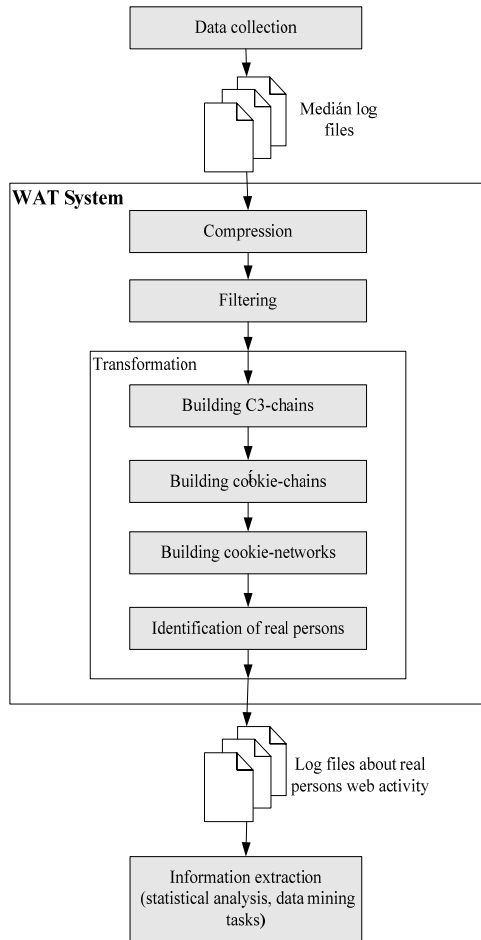 Data collection
Medián log
files
WAT System
Compression
Filtering
Transformation
Building C3-chains
Building cookie-chains
Building cookie-networks
Identification of real persons
Log files about real
persons web activity
Information extraction
(statistical analysis, data mining
tasks)